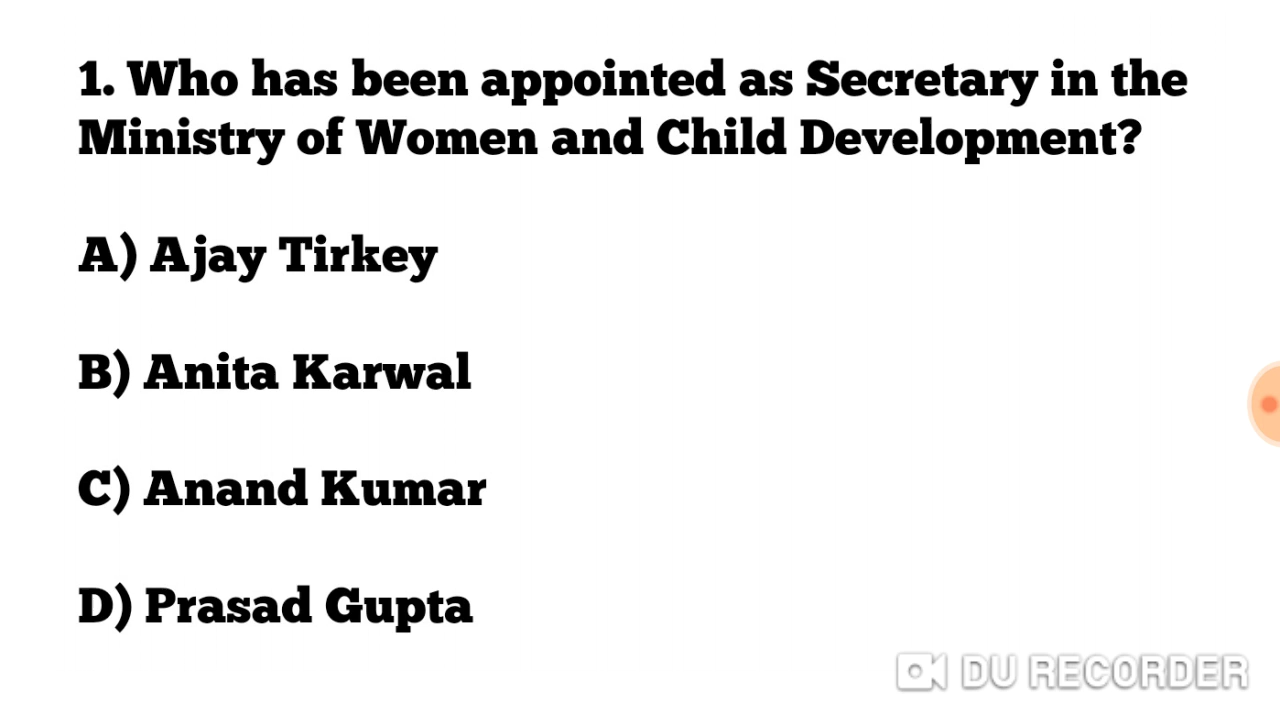 1. Who has been appointed as Secretary in the
Ministry of Women and Child Development?
A) Ajay Tirkey
B) Anita Karwal
C) Anand Kumar
D) Prasad Gupta
DU RECORDER